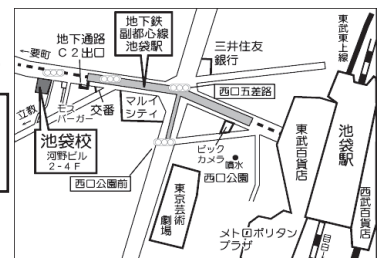 地下鉄
副都心線
池袋駅
地下通路
C2出口
←要町
三井住友
銀行
東武東上線
西口五差路
立教
モス
バーガー
交番
マルイ
シティ
池袋校
河野ビル
2-4F
西口公園前
ビック
カメラ
噴水
西口公園
東京芸術
劇場
東武百貨店
池袋駅
西武百貨店
メトロポリタン
プラザ
目白